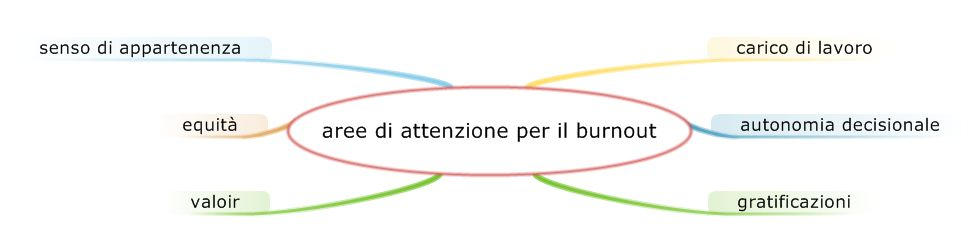 senso di appartenenza
carico di lavoro
equità
aree di attenzione per il burnout
autonomia decisionale
valoir
gratificazioni